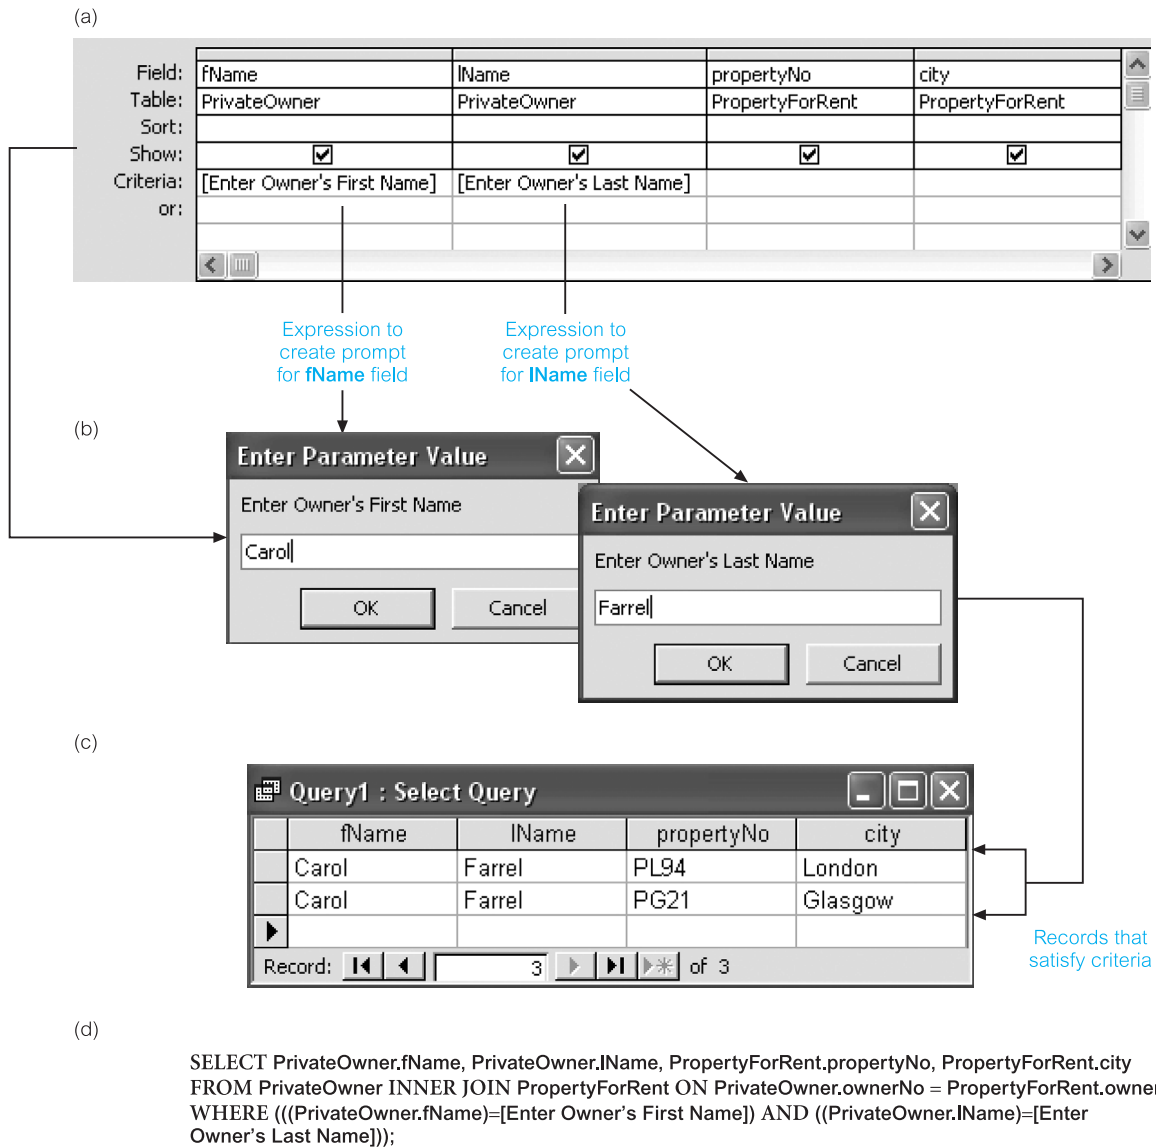 (a)
Field: fName lName propertyNo city
Table: PrivateOwner PrivateOwner PropertyForRent PropertyForRent
Sort:
Show:
Criteria: [Enter Owner's First Name] [Enter Owner's Last Name]
or:
Expression to
create prompt
for fName field
Expression to
create prompt
for lName field
(b)
Enter Parameter Value
Enter Owner's First Name
Carol
OK Cancel
Enter Parameter Value
Enter Owner's Last Name
Farrel
OK Cancel
(c)
Query1 : Select Query
fName lName propertyNo city
Carol Farrel PL94 London
Carol Farrel PG21 Glasgow
Record: 3 of 3
Records that
satisfy criteria
(d)
SELECT PrivateOwner.fName, PrivateOwner.lName, PropertyForRent.propertyNo, PropertyForRent.city
FROM PrivateOwner INNER JOIN PropertyForRent ON PrivateOwner.ownerNo = PropertyForRent.owner
WHERE (((PrivateOwner.fName)=[Enter Owner’s First Name]) AND ((PrivateOwner.lName)=[Enter
Owner’s Last Name]));